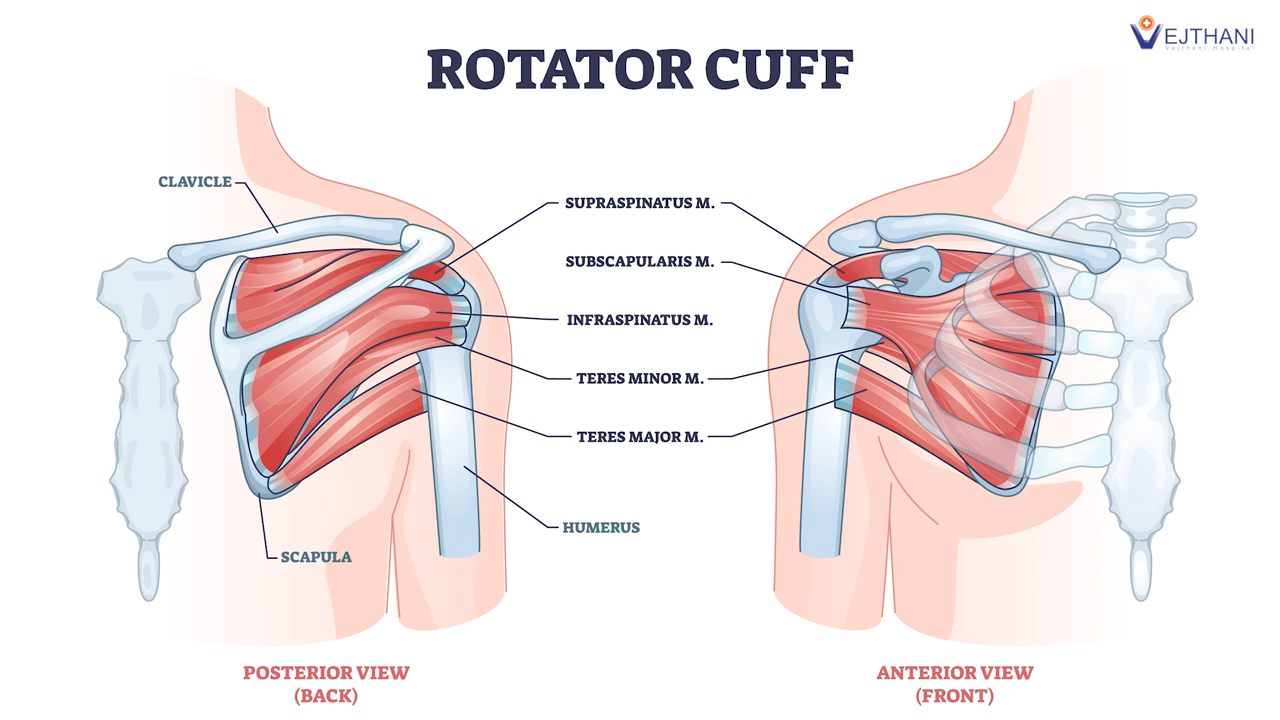 VEJTHANI
Vejthani Hospital
ROTATOR CUFF
CLAVICLE
SUPRASPINATUS M.
SUBSCAPULARIS M.
INFRASPINATUS M.
TERES MINOR M.
TERES MAJOR M.
HUMERUS
SCAPULA
POSTERIOR VIEW
(BACK)
ANTERIOR VIEW
(FRONT)